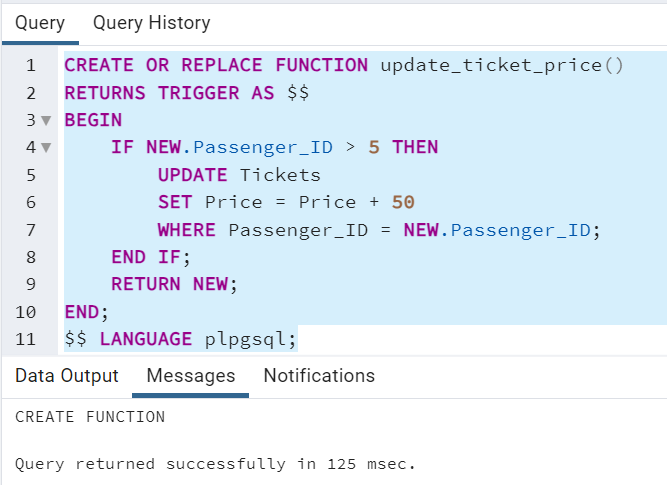 Query Query History
1 CREATE OR REPLACE FUNCTION update_ticket_price()
2 RETURNS TRIGGER AS $$
3 BEGIN
4 IF NEW.Passenger_ID > 5 THEN
5 UPDATE Tickets
6 SET Price = Price + 50
7 WHERE Passenger_ID = NEW.Passenger_ID;
8 END IF;
9 RETURN NEW;
10 END;
11 $$ LANGUAGE plpgsql;
Data Output Messages Notifications
CREATE FUNCTION
Query returned successfully in 125 msec.